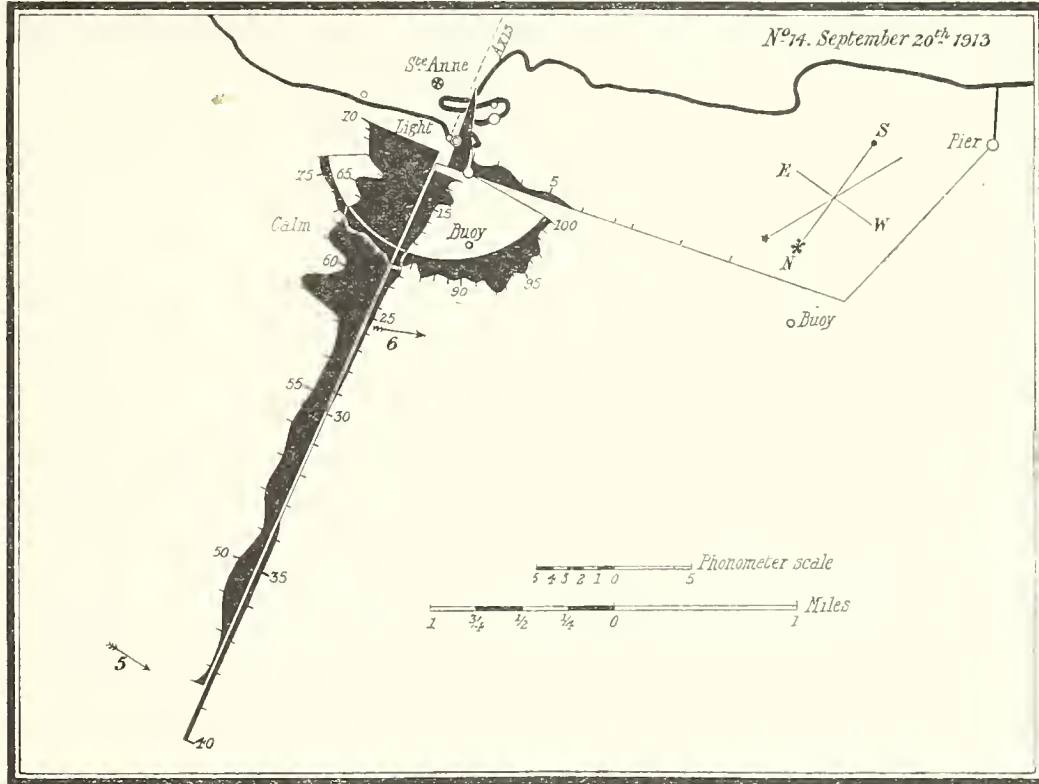 Nº 14. September 20th 1913
Axis
Ste Anne
Light
70
75
65
5
S
Pier
E
15
100
W
Calm
Buoy
N
60
90
95
25
Buoy
6
55
30
50
35
Phonometer scale
5 4 3 2 1 0 5
Miles
1 3/4 1/2 1/4 0 1
5
40